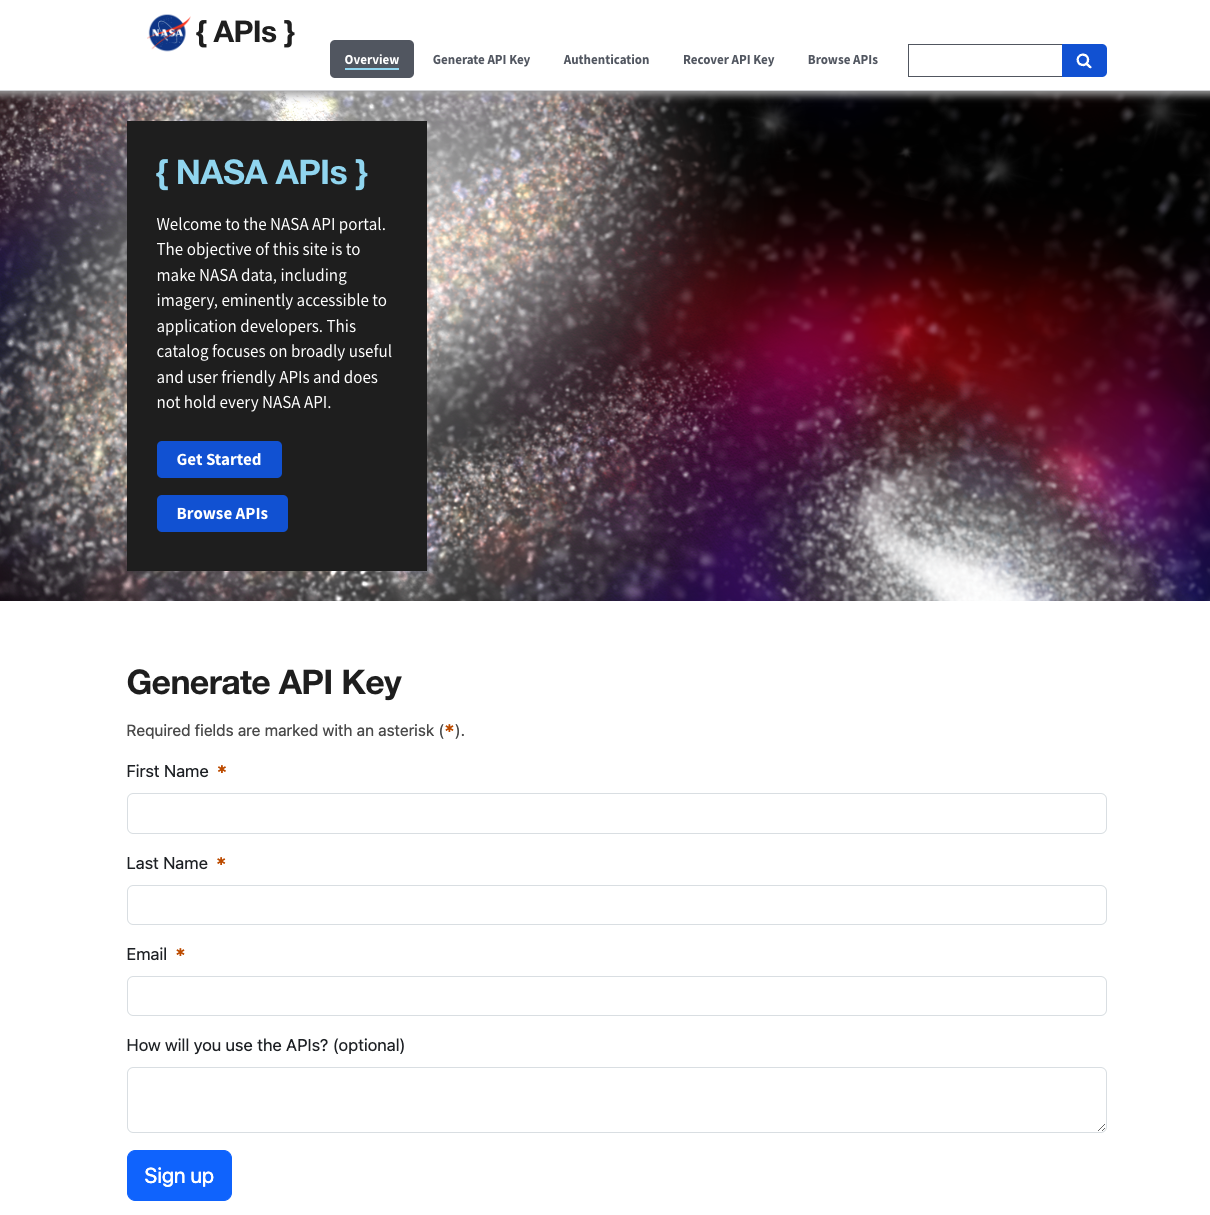 NASA { APIs }
Overview Generate API Key Authentication Recover API Key Browse APIs
{ NASA APIs }
Welcome to the NASA API portal.
The objective of this site is to
make NASA data, including
imagery, eminently accessible to
application developers. This
catalog focuses on broadly useful
and user friendly APIs and does
not hold every NASA API.
Get Started
Browse APIs
Generate API Key
Required fields are marked with an asterisk (*).
First Name *
Last Name *
Email *
How will you use the APIs? (optional)
Sign up